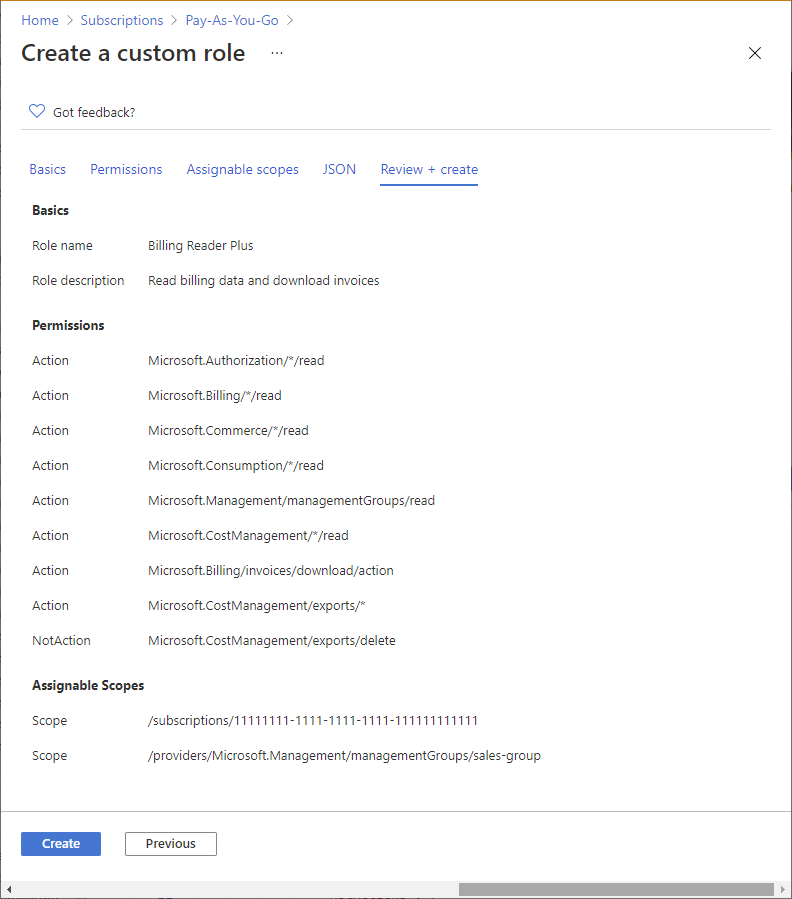 Home > Subscriptions > Pay-As-You-Go >
Create a custom role ...
Got feedback?
Basics Permissions Assignable scopes JSON Review + create
Basics
Role name Billing Reader Plus
Role description Read billing data and download invoices
Permissions
Action Microsoft.Authorization/*/read
Action Microsoft.Billing/*/read
Action Microsoft.Commerce/*/read
Action Microsoft.Consumption/*/read
Action Microsoft.Management/managementGroups/read
Action Microsoft.CostManagement/*/read
Action Microsoft.Billing/invoices/download/action
Action Microsoft.CostManagement/exports/*
NotAction Microsoft.CostManagement/exports/delete
Assignable Scopes
Scope /subscriptions/11111111-1111-1111-1111-111111111111
Scope /providers/Microsoft.Management/managementGroups/sales-group
Create Previous